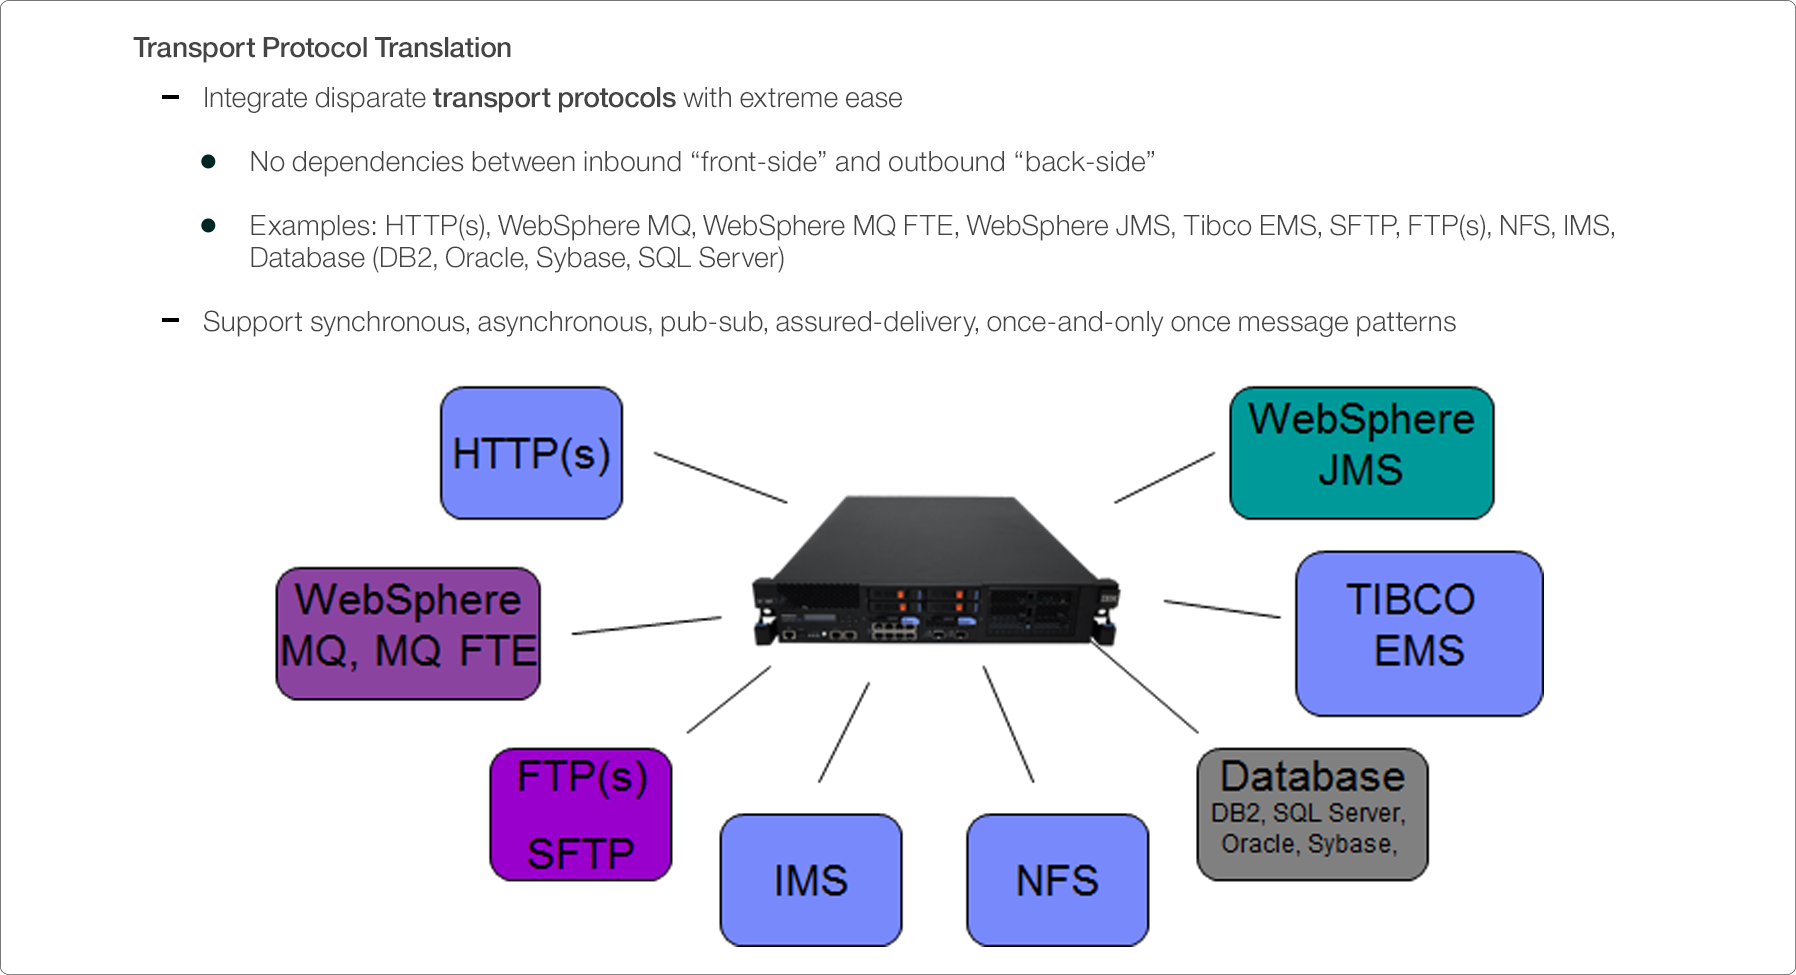 Transport Protocol Translation
– Integrate disparate transport protocols with extreme ease
● No dependencies between inbound “front-side” and outbound “back-side”
● Examples: HTTP(s), WebSphere MQ, WebSphere MQ FTE, WebSphere JMS, Tibco EMS, SFTP, FTP(s), NFS, IMS,
Database (DB2, Oracle, Sybase, SQL Server)
– Support synchronous, asynchronous, pub-sub, assured-delivery, once-and-only once message patterns
HTTP(s)
WebSphere
JMS
WebSphere
MQ, MQ FTE
TIBCO
EMS
IBM
FTP(s)
SFTP
Database
DB2, SQL Server,
Oracle, Sybase,
IMS
NFS